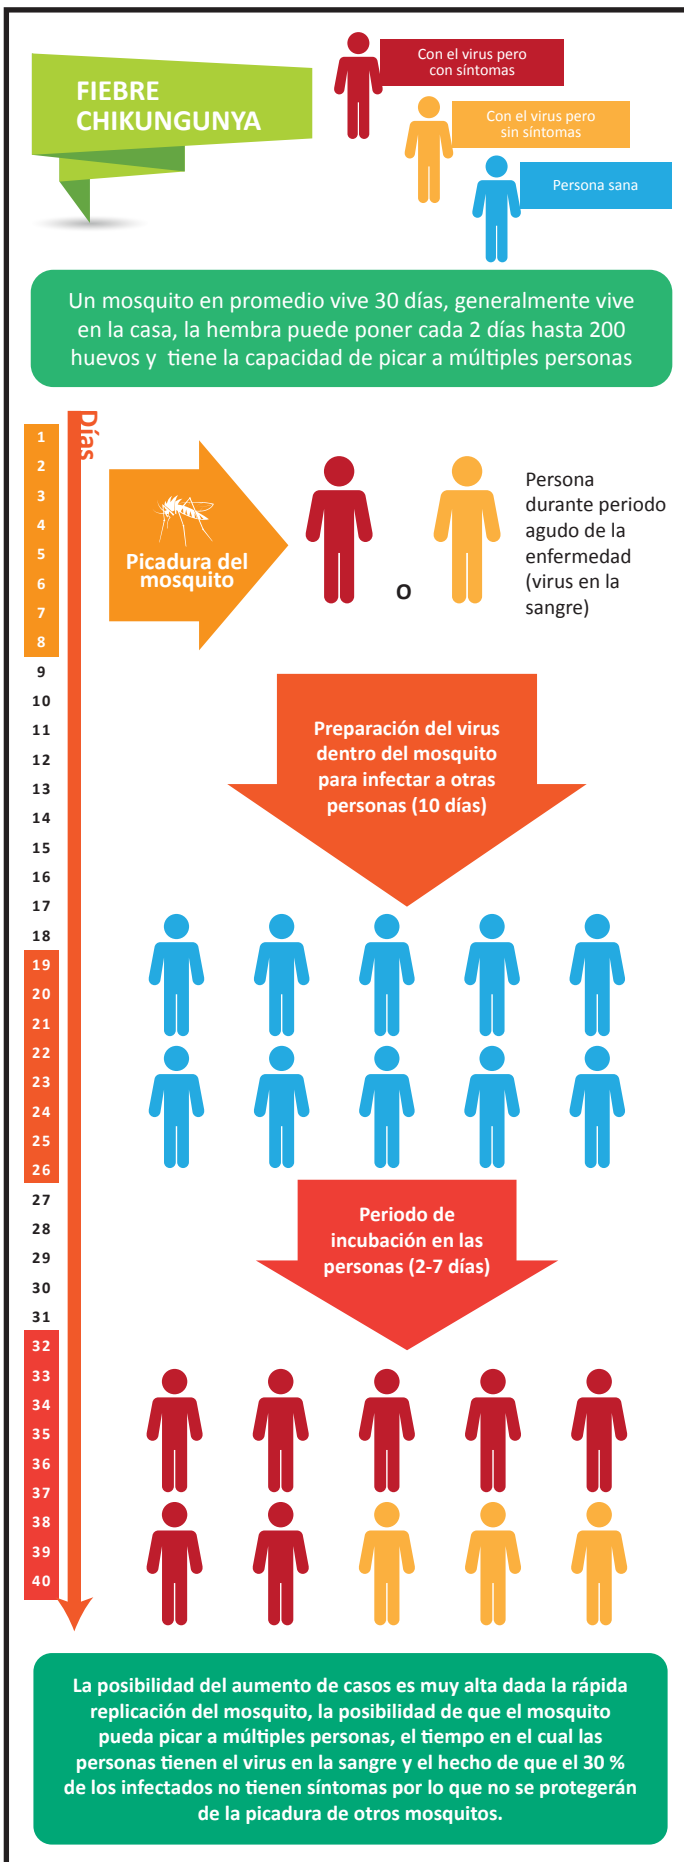 FIEBRE
CHIKUNGUNYA
Con el virus pero
con síntomas
Con el virus pero
sin síntomas
Persona sana
Un mosquito en promedio vive 30 días, generalmente vive
en la casa, la hembra puede poner cada 2 días hasta 200
huevos y tiene la capacidad de picar a múltiples personas
Días
1
2
3
4
5
6
7
8
9
10
11
12
13
14
15
16
17
18
19
20
21
22
23
24
25
26
27
28
29
30
31
32
33
34
35
36
37
38
39
40
Picadura del
mosquito
O
Persona
durante periodo
agudo de la
enfermedad
(virus en la
sangre)
Preparación del virus
dentro del mosquito
para infectar a otras
personas (10 días)
Periodo de
incubación en las
personas (2-7 días)
La posibilidad del aumento de casos es muy alta dada la rápida
replicación del mosquito, la posibilidad de que el mosquito
pueda picar a múltiples personas, el tiempo en el cual las
personas tienen el virus en la sangre y el hecho de que el 30 %
de los infectados no tienen síntomas por lo que no se protegerán
de la picadura de otros mosquitos.